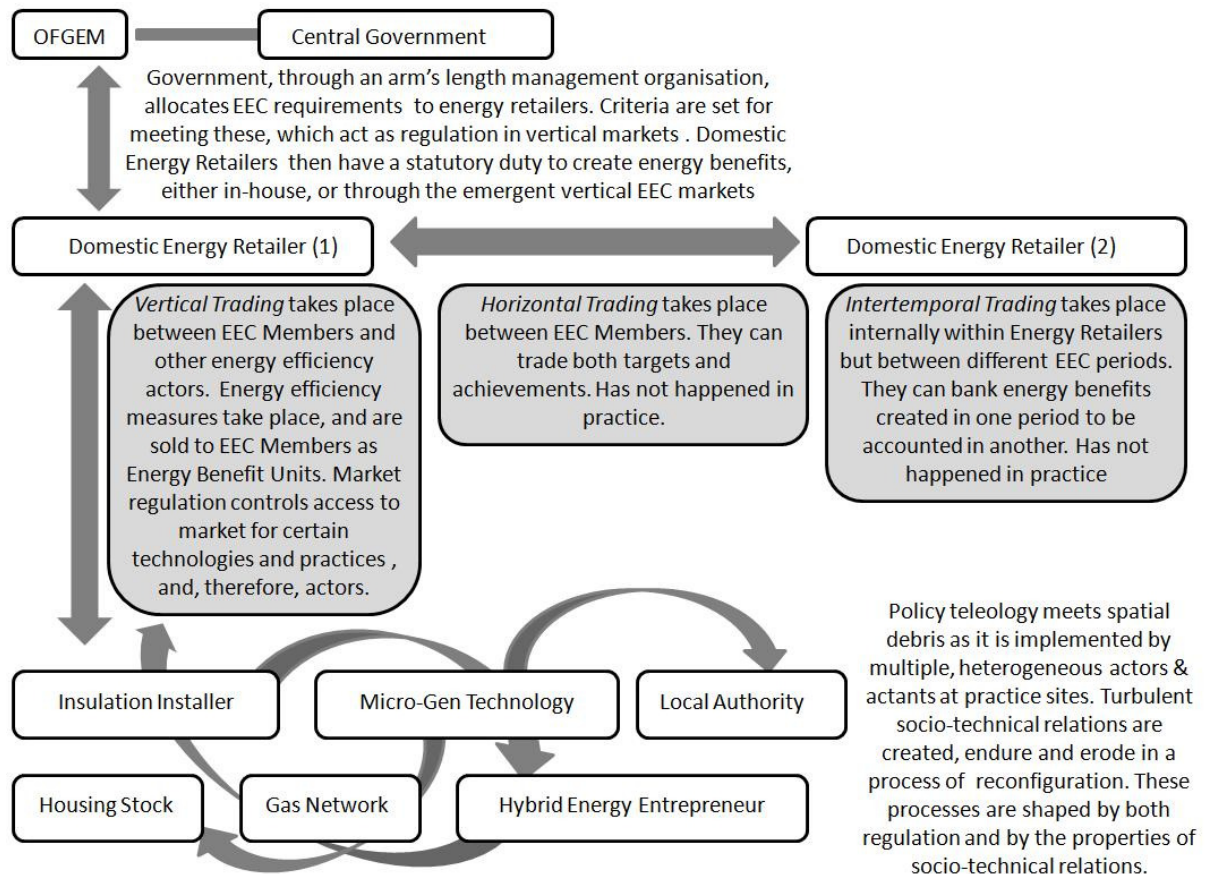 OFGEM
Central Government
Government, through an arm's length management organisation,
allocates EEC requirements to energy retailers. Criteria are set for
meeting these, which act as regulation in vertical markets . Domestic
Energy Retailers then have a statutory duty to create energy benefits,
either in-house, or through the emergent vertical EEC markets
Domestic Energy Retailer (1)
Domestic Energy Retailer (2)
Vertical Trading takes place
between EEC Members and
other energy efficiency
actors. Energy efficiency
measures take place, and are
sold to EEC Members as
Energy Benefit Units. Market
regulation controls access to
market for certain
technologies and practices ,
and, therefore, actors.
Horizontal Trading takes place
between EEC Members. They can
trade both targets and
achievements. Has not happened in
practice.
Intertemporal Trading takes place
internally within Energy Retailers
but between different EEC periods.
They can bank energy benefits
created in one period to be
accounted in another. Has not
happened in practice
Insulation Installer
Micro-Gen Technology
Local Authority
Housing Stock
Gas Network
Hybrid Energy Entrepreneur
Policy teleology meets spatial
debris as it is implemented by
multiple, heterogeneous actors &
actants at practice sites. Turbulent
socio-technical relations are
created, endure and erode in a
process of reconfiguration. These
processes are shaped by both
regulation and by the properties of
socio-technical relations.